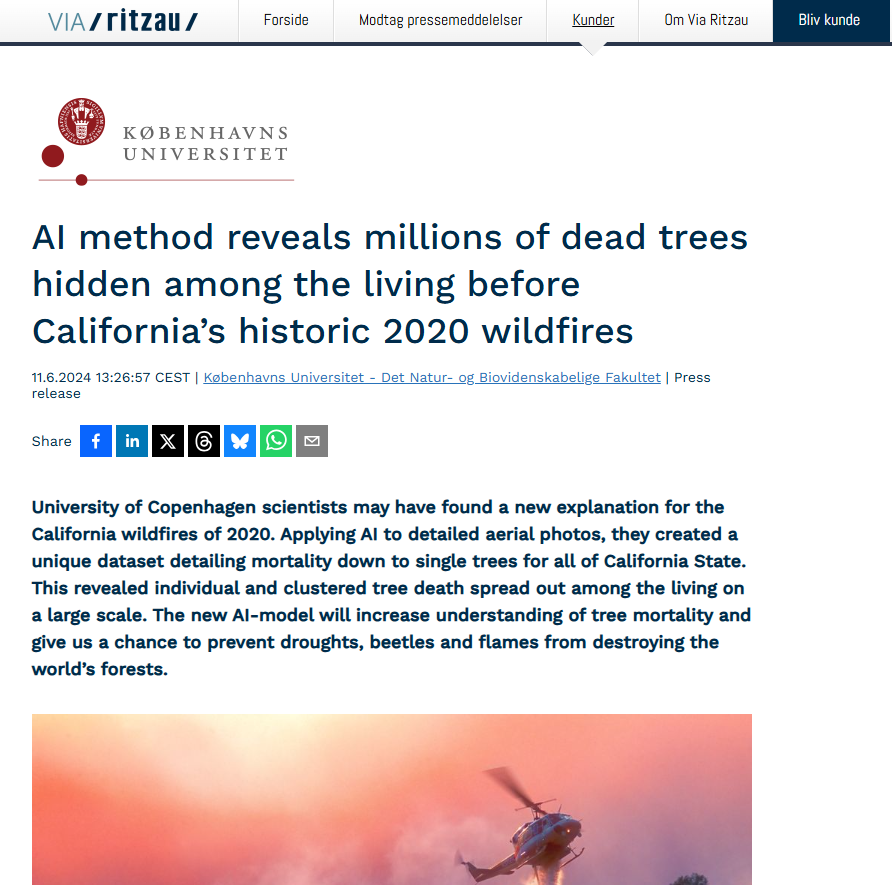 VIA /ritzau/
Forside
Modtag pressemeddelelser
Kunder
Om Via Ritzau
Bliv kunde
KØBENHAVNS
UNIVERSITET
AI method reveals millions of dead trees
hidden among the living before
California’s historic 2020 wildfires
11.6.2024 13:26:57 CEST | Københavns Universitet - Det Natur- og Biovidenskabelige Fakultet | Press
release
Share
University of Copenhagen scientists may have found a new explanation for the
California wildfires of 2020. Applying AI to detailed aerial photos, they created a
unique dataset detailing mortality down to single trees for all of California State.
This revealed individual and clustered tree death spread out among the living on
a large scale. The new AI-model will increase understanding of tree mortality and
give us a chance to prevent droughts, beetles and flames from destroying the
world’s forests.